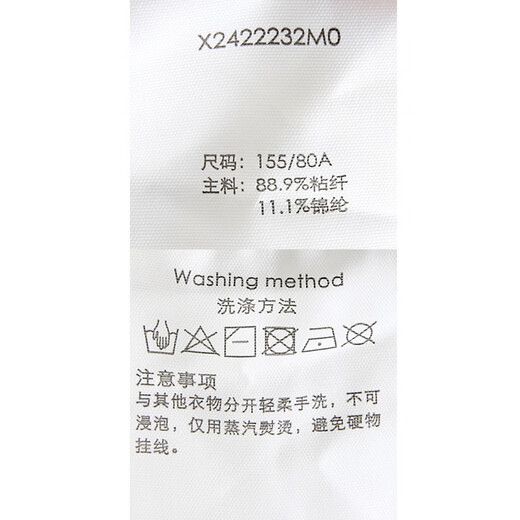 X2422232M0
尺码：155/80A
主料：88.9%粘纤
11.1%锦纶
Washing method
洗涤方法
注意事项
与其他衣物分开轻柔手洗，不可
浸泡，仅用蒸汽熨烫，避免硬物
挂线。